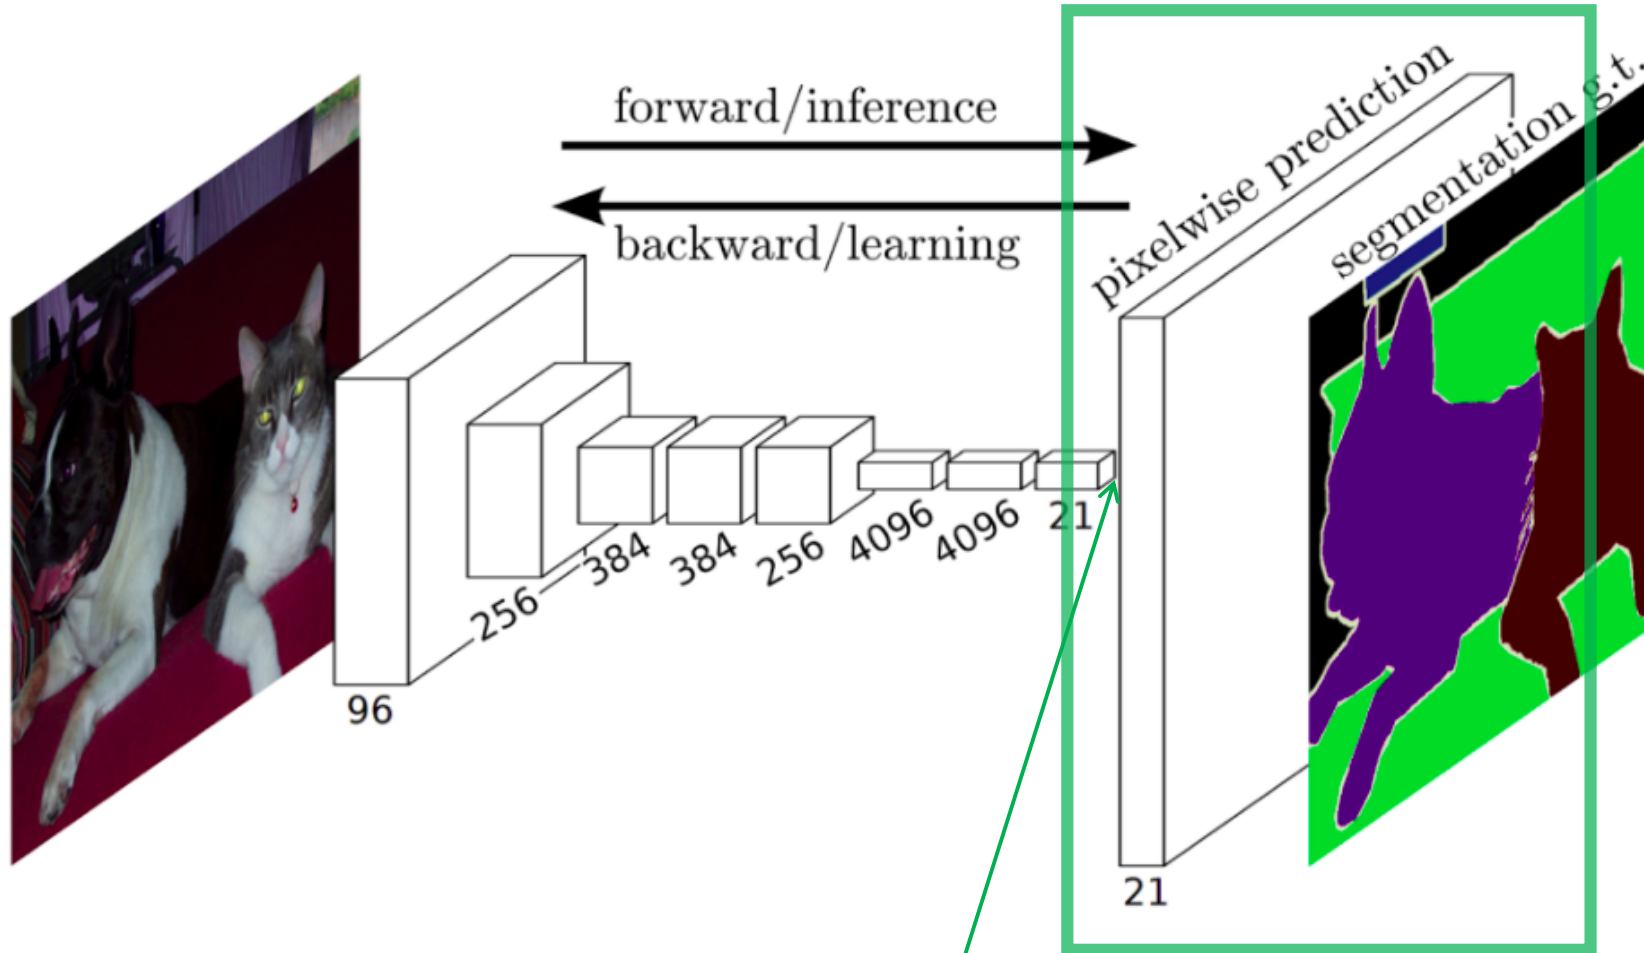 forward/inference
backward/learning
pixelwise prediction
segmentation g.t.
96
256
384
384
256
4096
4096
21
21